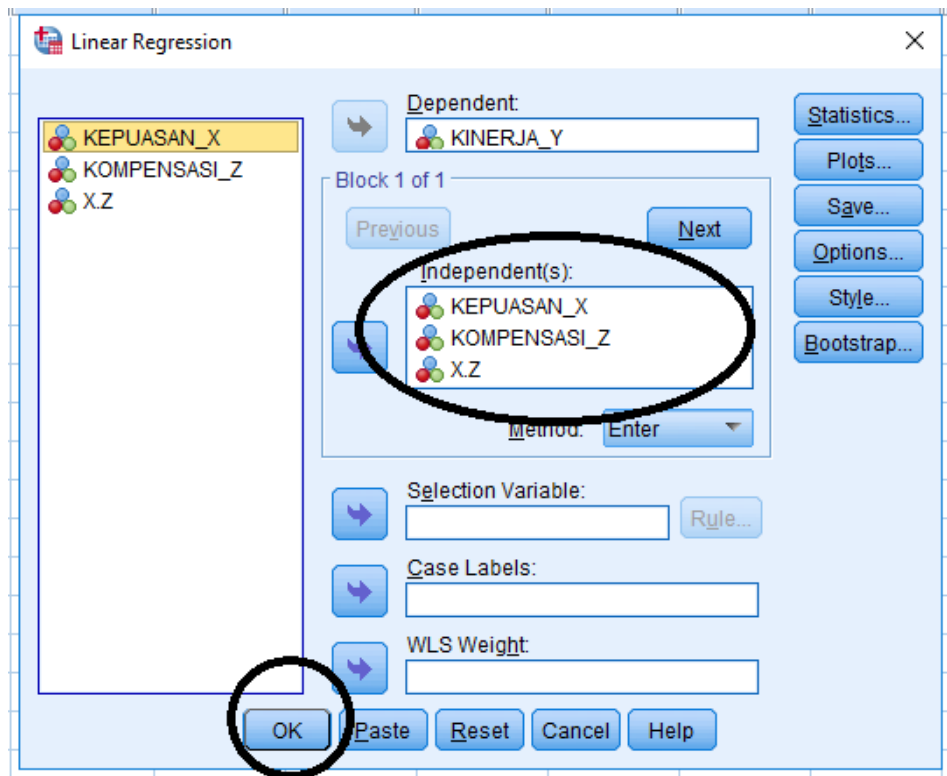 Linear Regression
KEPUASAN_X
KOMPENSASI_Z
X.Z
Dependent:
KINERJA_Y
Block 1 of 1
Previous
Next
Independent(s):
KEPUASAN_X
KOMPENSASI_Z
X.Z
Method:
Enter
Selection Variable:
Rule...
Case Labels:
WLS Weight:
Statistics...
Plots...
Save...
Options...
Style...
Bootstrap...
OK
Paste
Reset
Cancel
Help